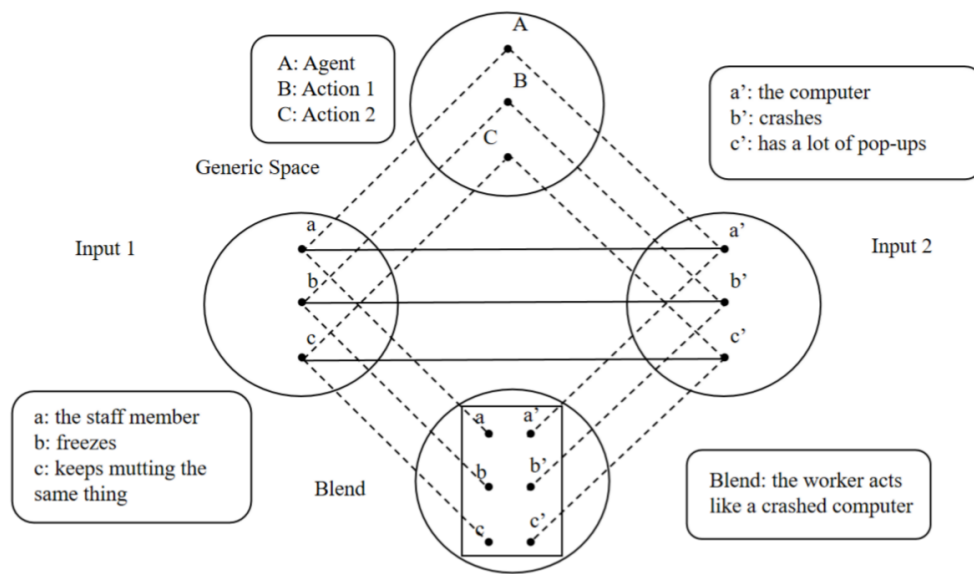 A
A: Agent
B: Action 1
C: Action 2
B
C
Generic Space
a’: the computer
b’: crashes
c’: has a lot of pop-ups
Input 1
a
b
c
a’
b’
c’
Input 2
a: the staff member
b: freezes
c: keeps mutting the
same thing
Blend
a a’
b b’
c c’
Blend: the worker acts
like a crashed computer